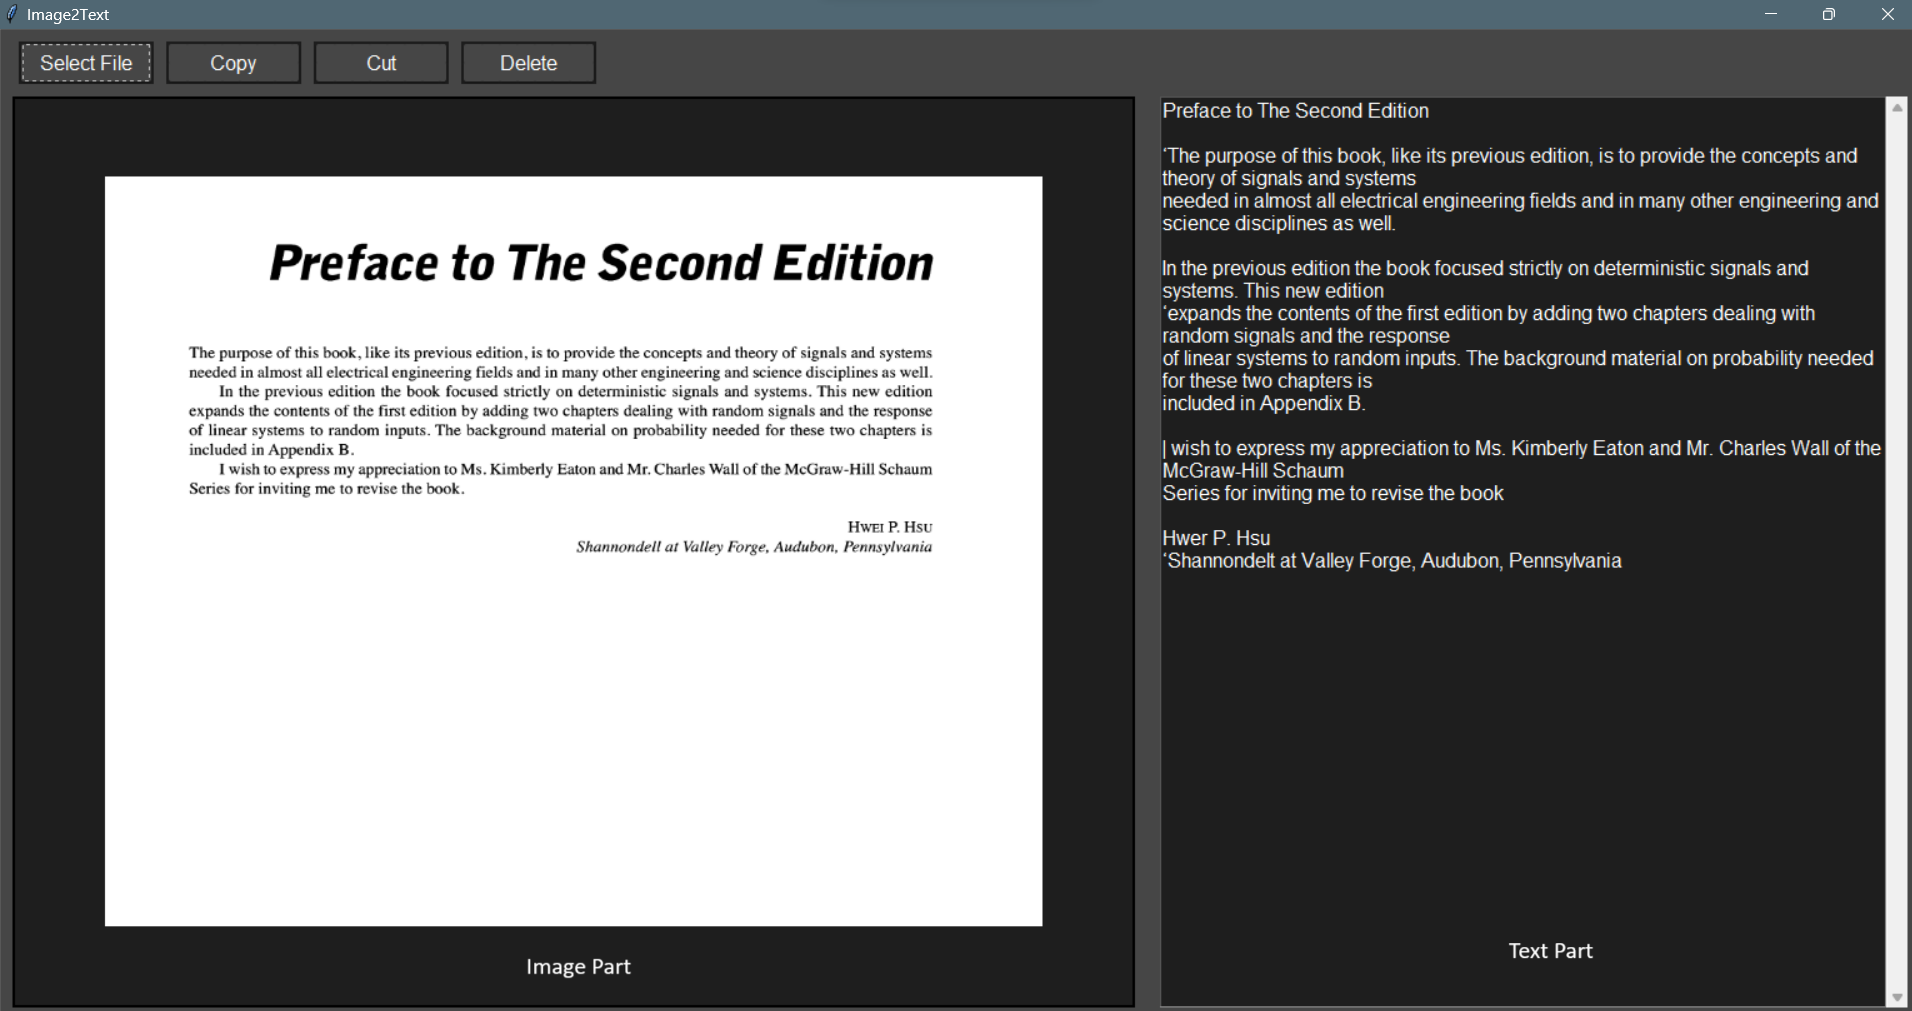 Image2Text
Select File
Copy
Cut
Delete
Preface to The Second Edition
The purpose of this book, like its previous edition, is to provide the concepts and theory of signals and systems
needed in almost all electrical engineering fields and in many other engineering and science disciplines as well.
In the previous edition the book focused strictly on deterministic signals and systems. This new edition
expands the contents of the first edition by adding two chapters dealing with random signals and the response
of linear systems to random inputs. The background material on probability needed for these two chapters is
included in Appendix B.
I wish to express my appreciation to Ms. Kimberly Eaton and Mr. Charles Wall of the McGraw-Hill Schaum
Series for inviting me to revise the book.
HWEI P. HSU
Shannondell at Valley Forge, Audubon, Pennsylvania
Image Part
Preface to The Second Edition
‘The purpose of this book, like its previous edition, is to provide the concepts and
theory of signals and systems
needed in almost all electrical engineering fields and in many other engineering and
science disciplines as well.
In the previous edition the book focused strictly on deterministic signals and
systems. This new edition
‘expands the contents of the first edition by adding two chapters dealing with
random signals and the response
of linear systems to random inputs. The background material on probability needed
for these two chapters is
included in Appendix B.
| wish to express my appreciation to Ms. Kimberly Eaton and Mr. Charles Wall of the
McGraw-Hill Schaum
Series for inviting me to revise the book
Hwer P. Hsu
‘Shannondelt at Valley Forge, Audubon, Pennsylvania
Text Part